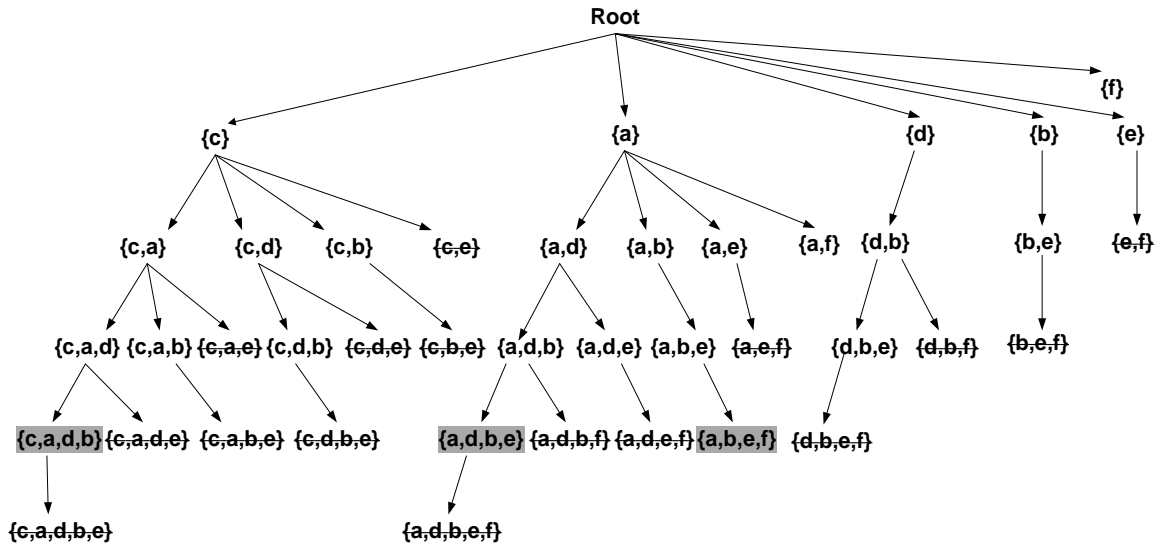 Root
{f}
{c} {a} {d} {b} {e}
{c,a} {c,d} {c,b} {c,e} {a,d} {a,b} {a,e} {a,f} {d,b} {b,e} {e,f}
{c,a,d} {c,a,b} {c,a,e} {c,d,b} {c,d,e} {c,b,e} {a,d,b} {a,d,e} {a,b,e} {a,e,f} {d,b,e} {d,b,f} {b,e,f}
{c,a,d,b} {c,a,d,e} {c,a,b,e} {c,d,b,e} {a,d,b,e} {a,d,b,f} {a,d,e,f} {a,b,e,f} {d,b,e,f}
{c,a,d,b,e} {a,d,b,e,f}